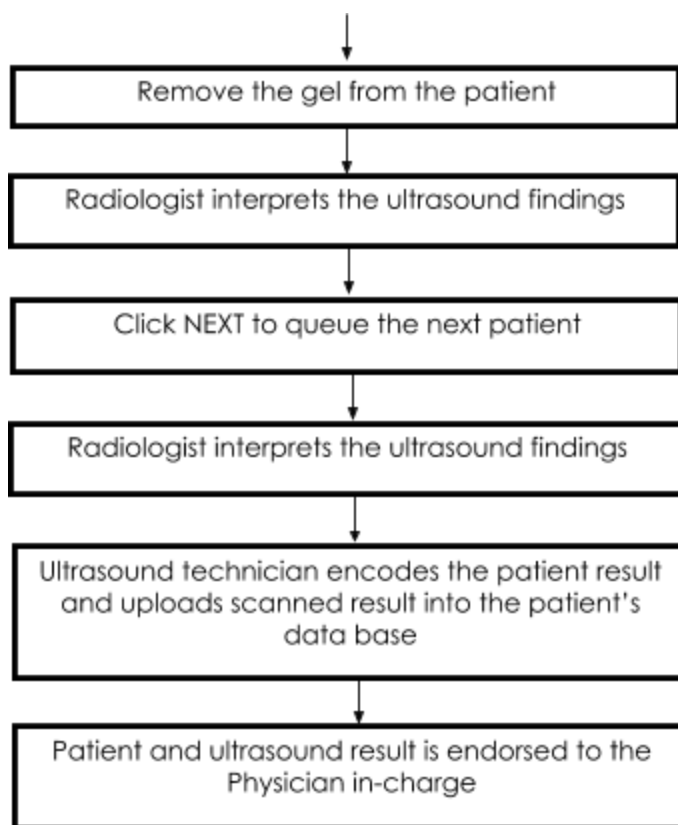 Remove the gel from the patient
Radiologist interprets the ultrasound findings
Click NEXT to queue the next patient
Radiologist interprets the ultrasound findings
Ultrasound technician encodes the patient result
and uploads scanned result into the patient's
data base
Patient and ultrasound result is endorsed to the
Physician in-charge